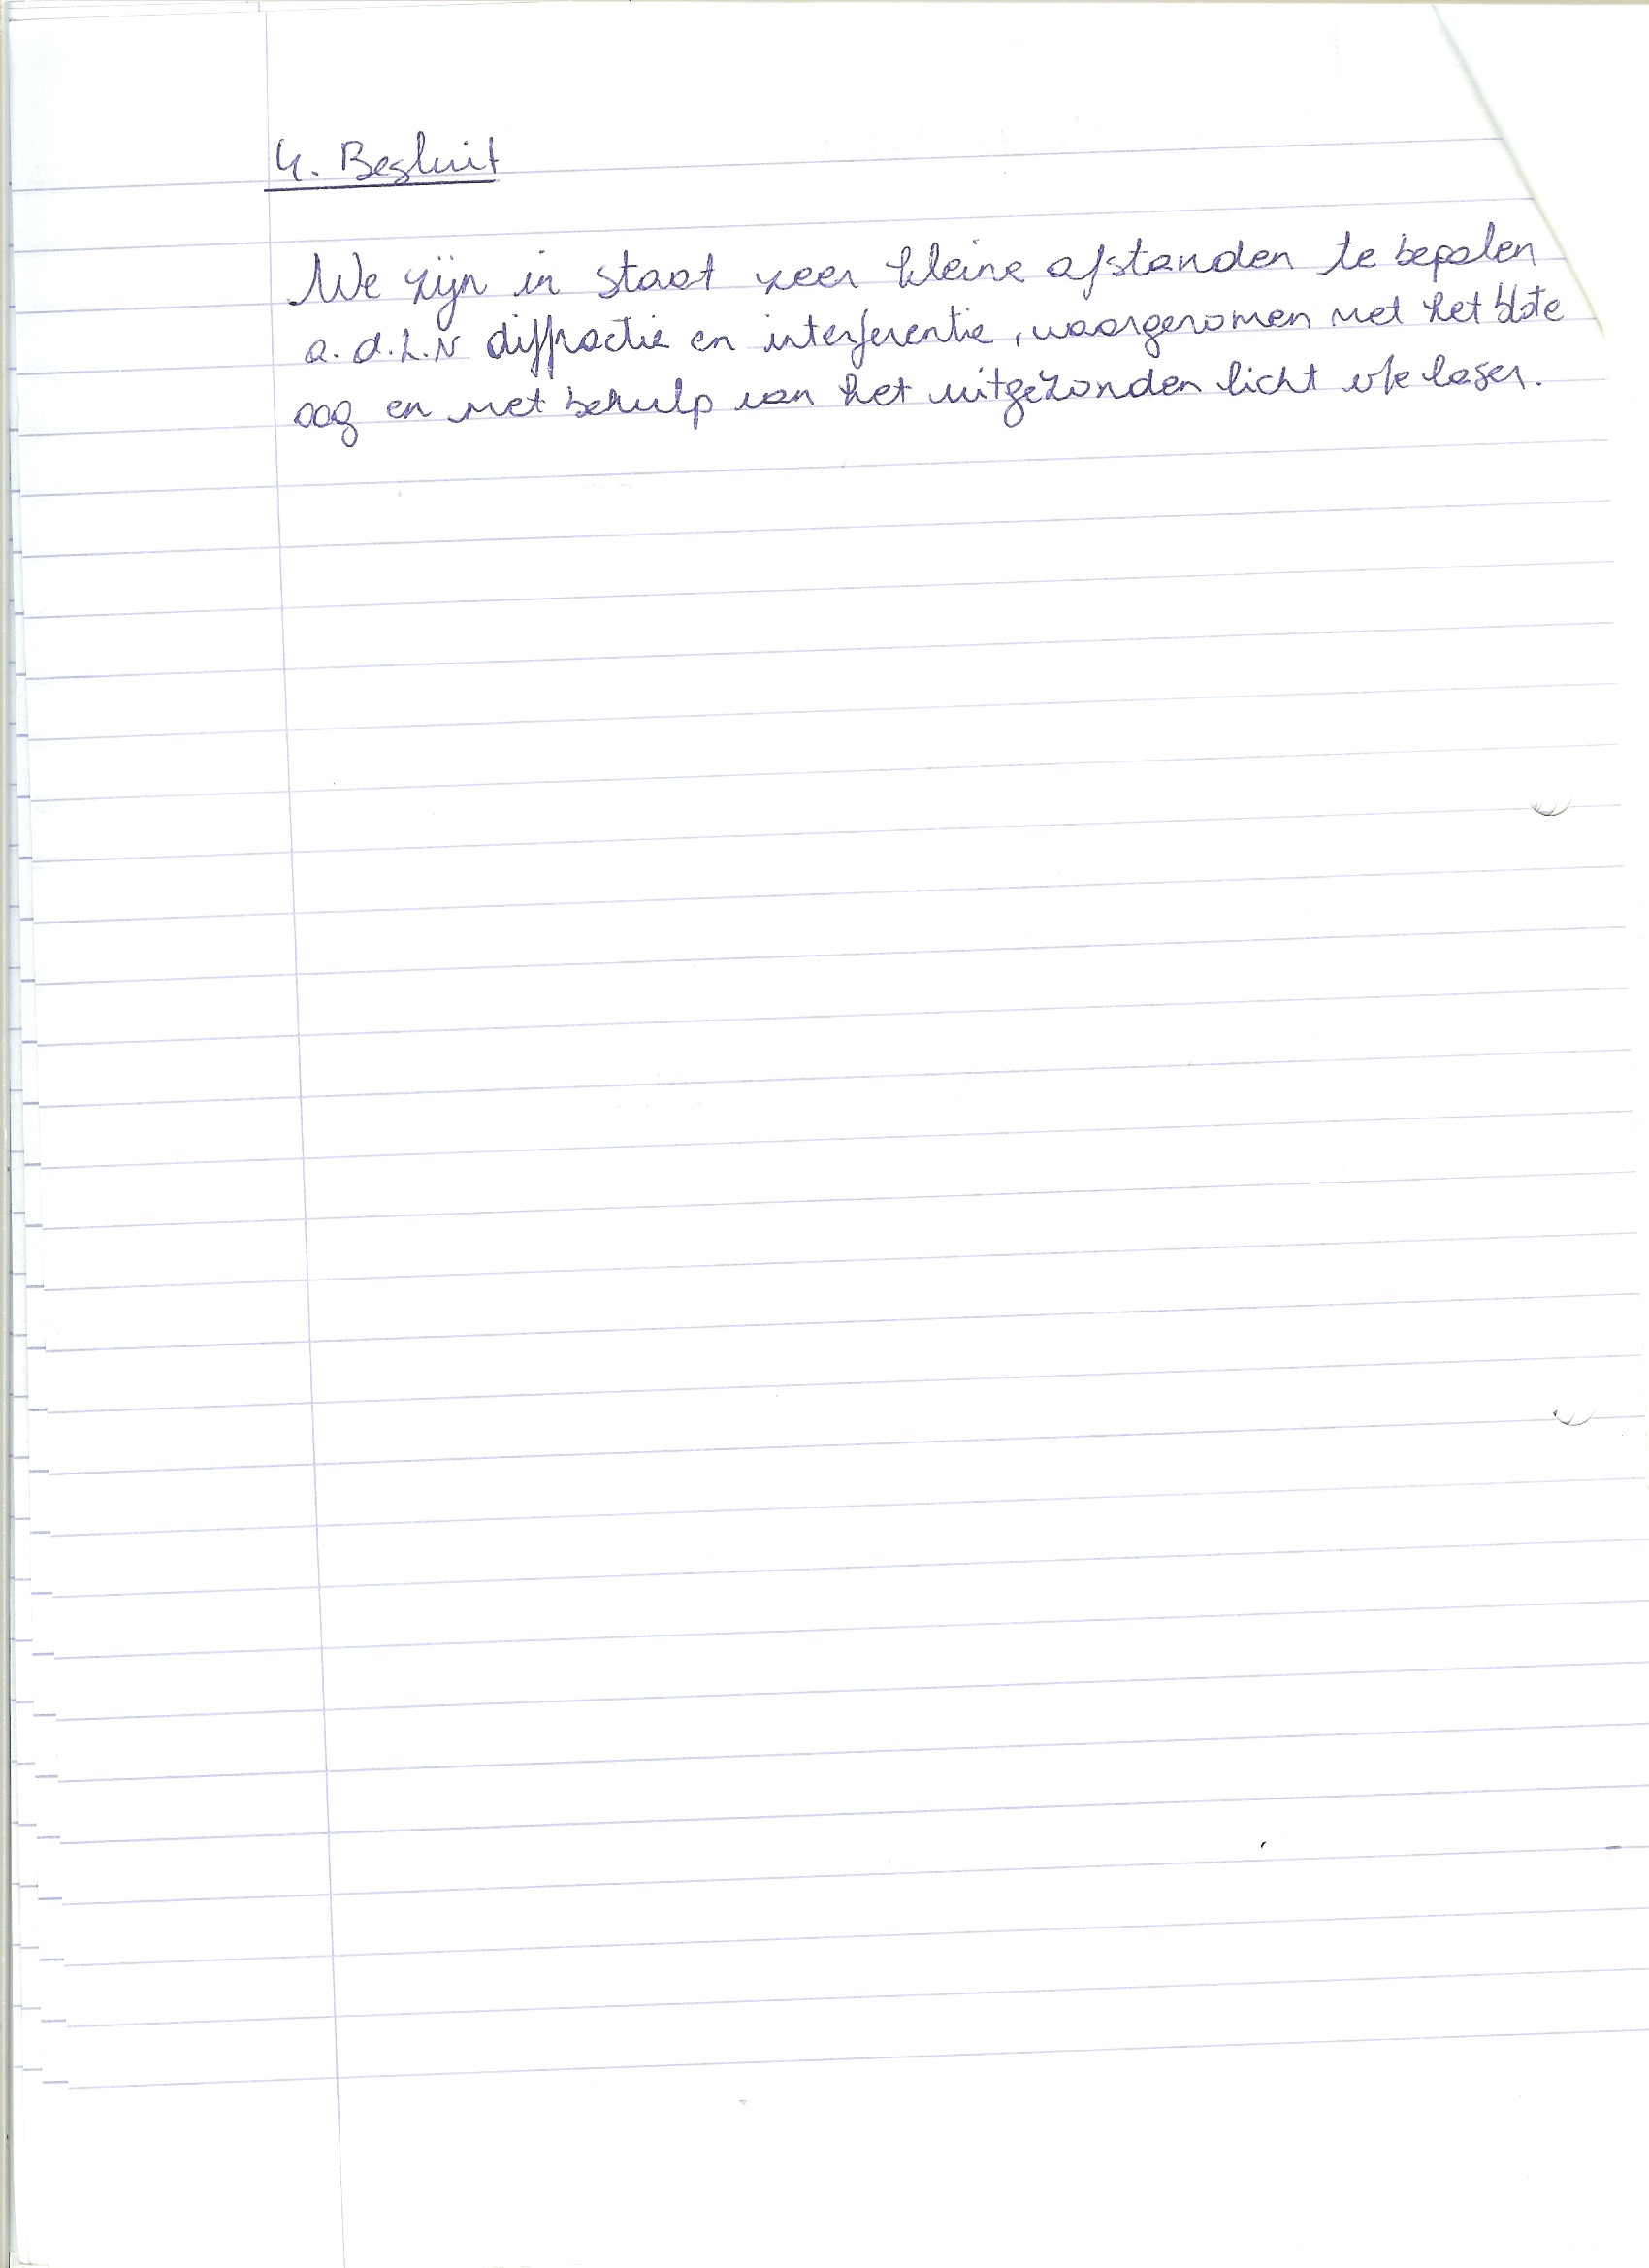 4. Besluit
We zijn in staat zeer kleine afstanden te bepalen
a.d.h.v diffractie en interferentie, waargenomen met het blote
oog en met behulp van het uitgezonden licht v/e laser.